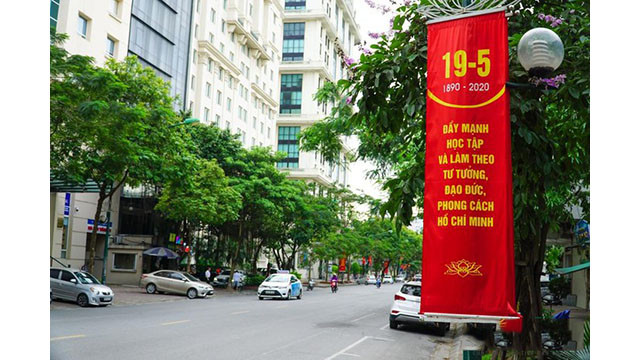 19-5
1890 - 2020
ĐẨY MẠNH
HỌC TẬP
VÀ LÀM THEO
TƯ TƯỞNG,
ĐẠO ĐỨC,
PHONG CÁCH
HỒ CHÍ MINH